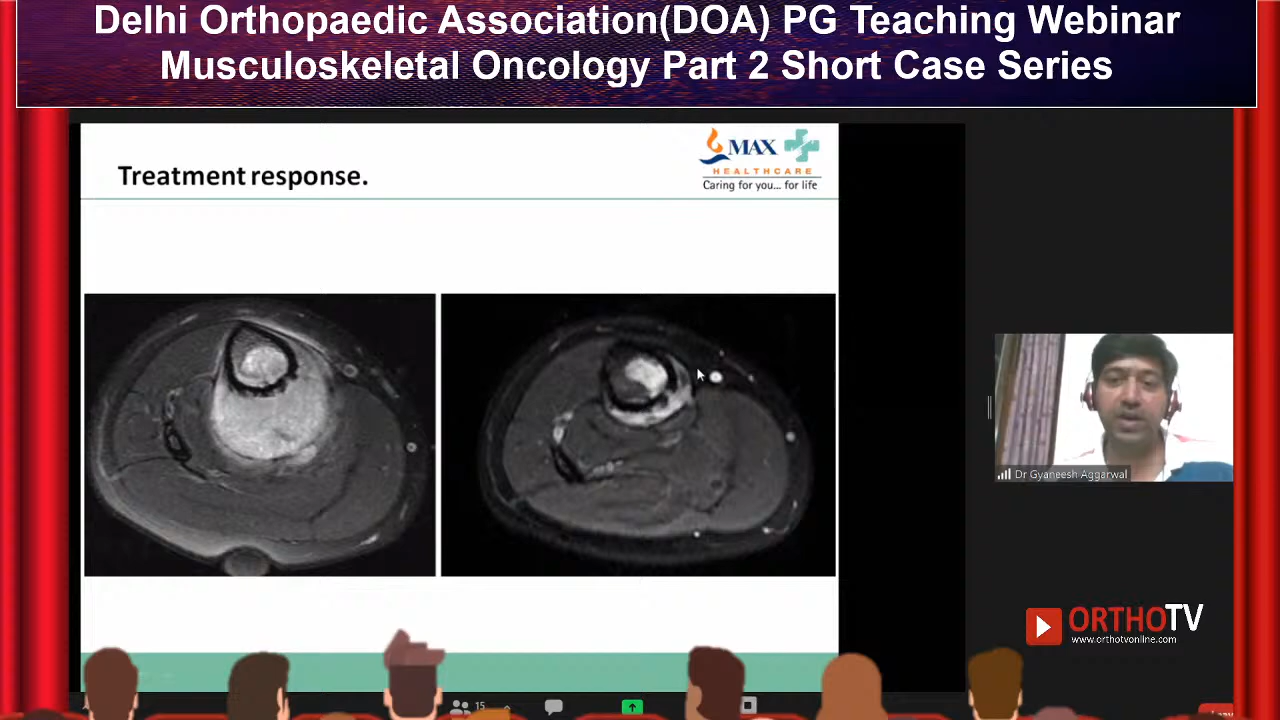 Delhi Orthopaedic Association(DOA) PG Teaching Webinar
Musculoskeletal Oncology Part 2 Short Case Series
MAX
HEALTHCARE
Caring for you... for life
Treatment response.
Dr Gyaneesh Aggarwal
ORTHOTV
www.orthotvonline.com
15